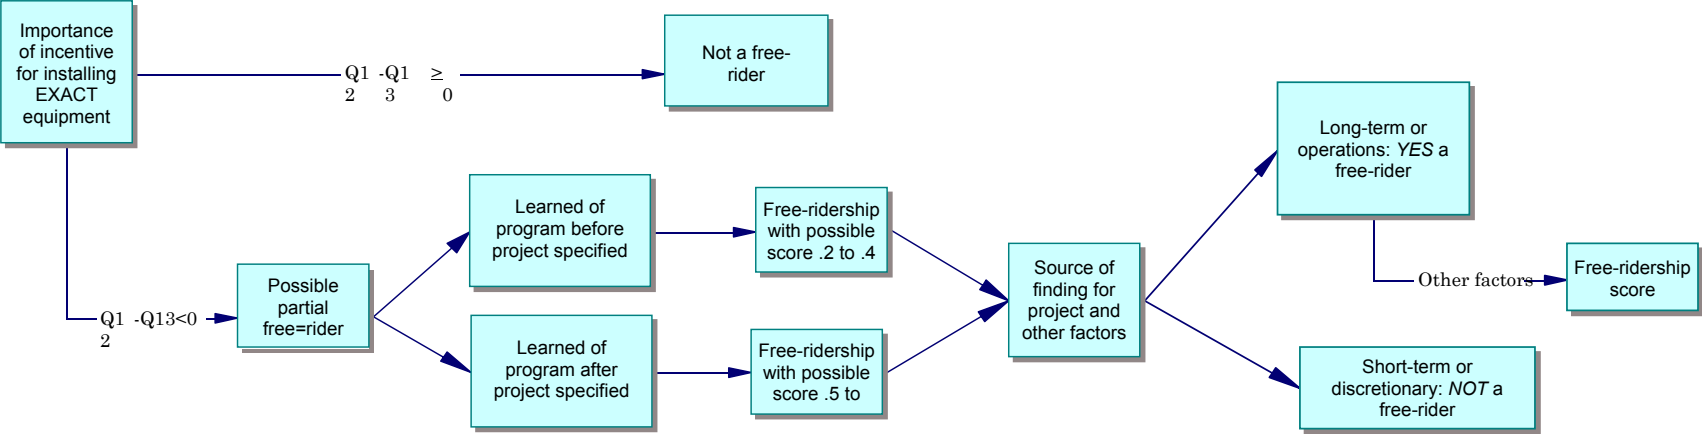 Importance
of incentive
for installing
EXACT
equipment
Q1 -Q1 ≥
2 3 0
Not a free-
rider
Q1 -Q13<0
2
Possible
partial
free=rider
Learned of
program before
project specified
Free-ridership
with possible
score .2 to .4
Learned of
program after
project specified
Free-ridership
with possible
score .5 to
Source of
finding for
project and
other factors
Long-term or
operations: YES a
free-rider
Other factors
Free-ridership
score
Short-term or
discretionary: NOT a
free-rider